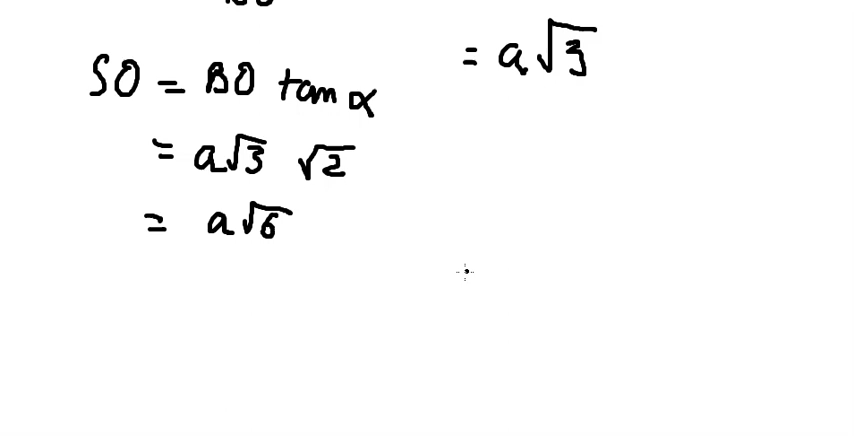 = a√3
SO = BO tan α
= a√3 √2
= a√6